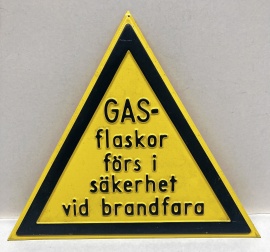 GAS-
flaskor
förs i
säkerhet
vid brandfara